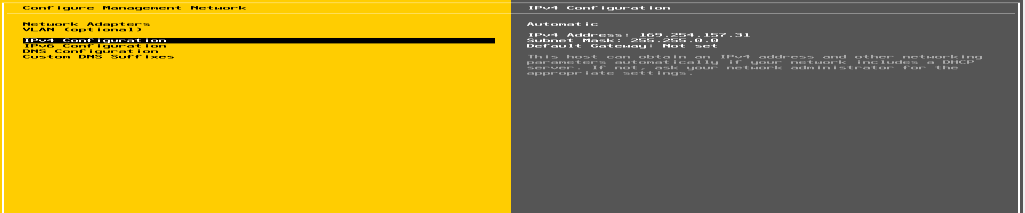 Configure Management Network
Network Adapters
VLAN (optional)
IPv4 Configuration
IPv6 Configuration
DNS Configuration
Custom DNS Suffixes
IPv4 Configuration
Automatic
IPv4 Address: 169.254.157.31
Subnet Mask: 255.255.0.0
Default Gateway: Not set
This host can obtain an IPv4 address and other networking
parameters automatically if your network includes a DHCP
server. If not, ask your network administrator for the
appropriate settings.